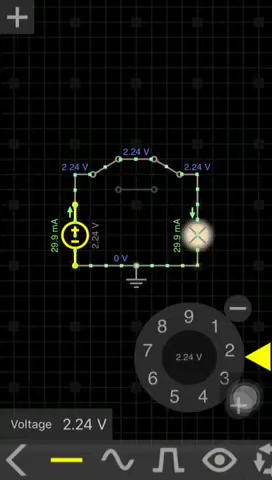 2.24 V
2.24 V
2.24 V
29.9 mA
2.24 V
29.9 mA
0 V
9
8
1
7
2.24 V
2
6
3
5
4
Voltage 2.24 V